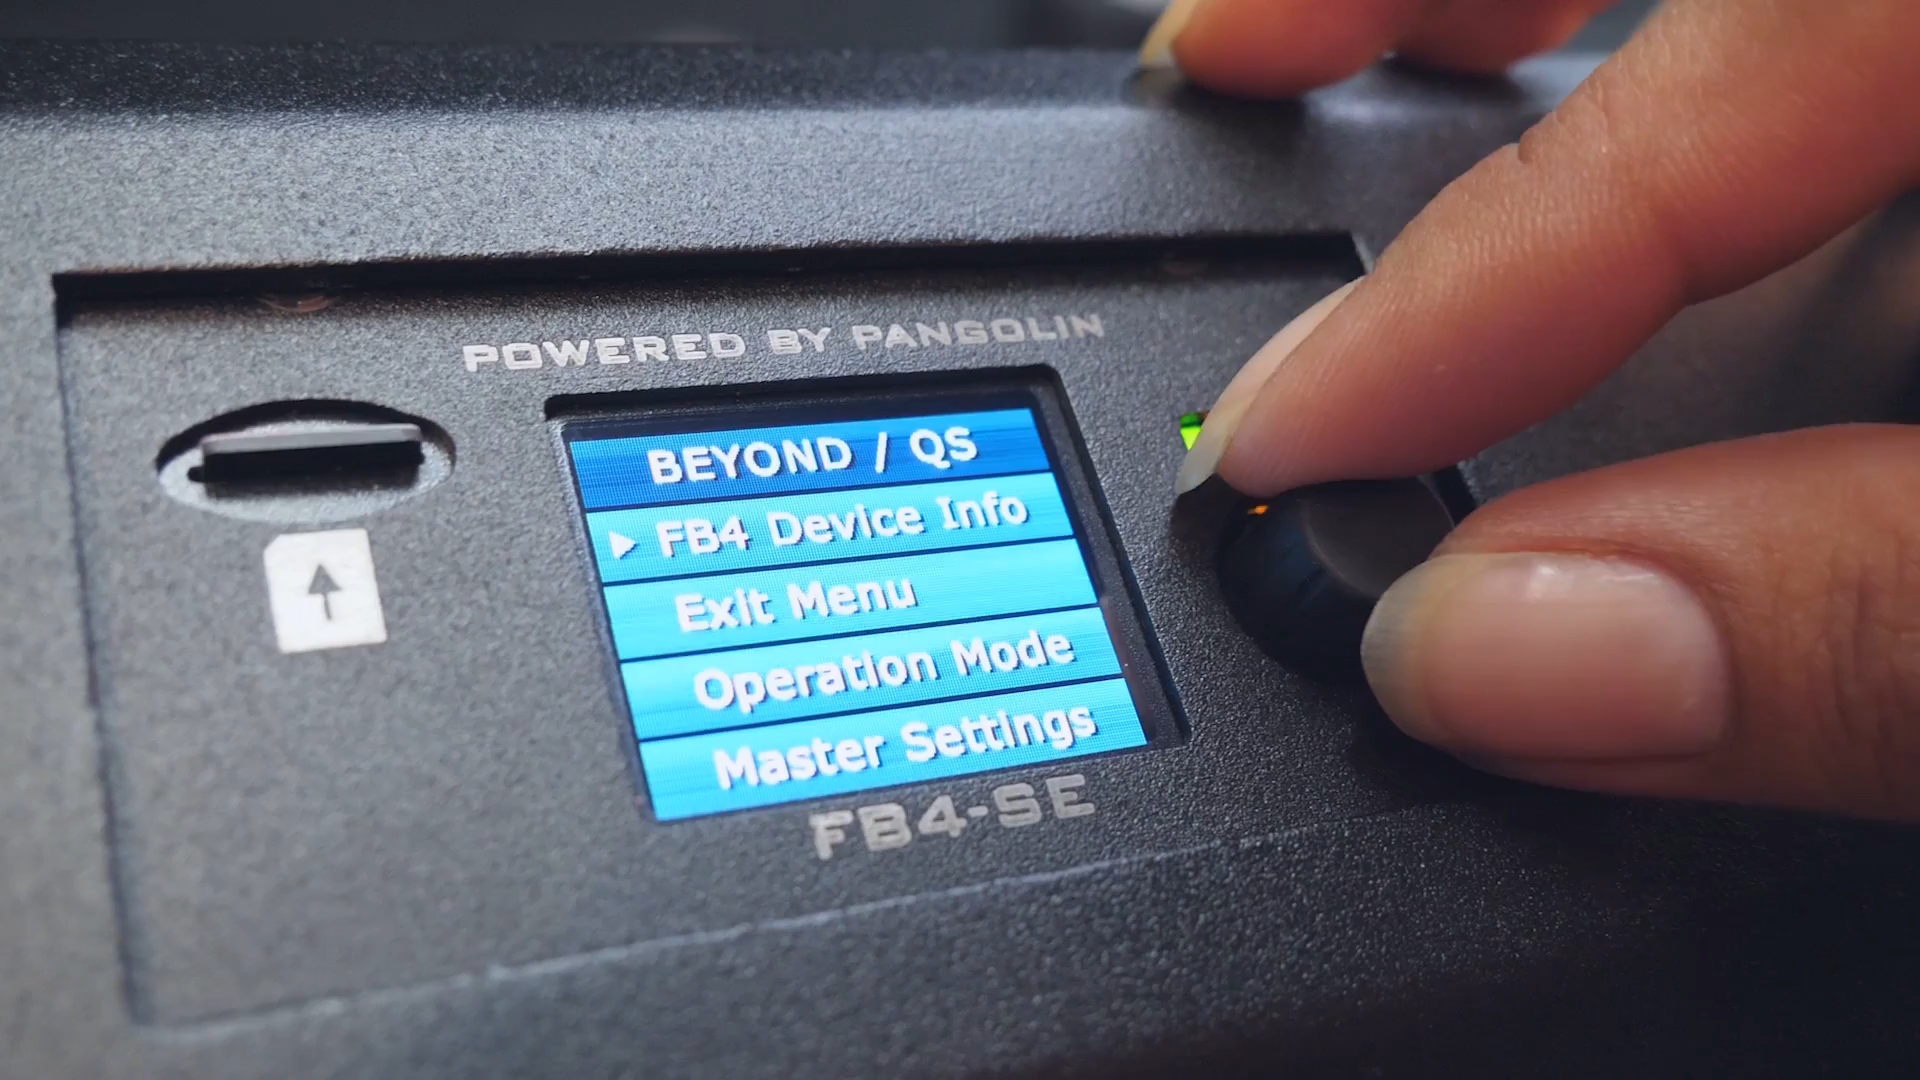 POWERED BY PANGOLIN
BEYOND / QS
FB4 Device Info
Exit Menu
Operation Mode
Master Settings
FB4-SE